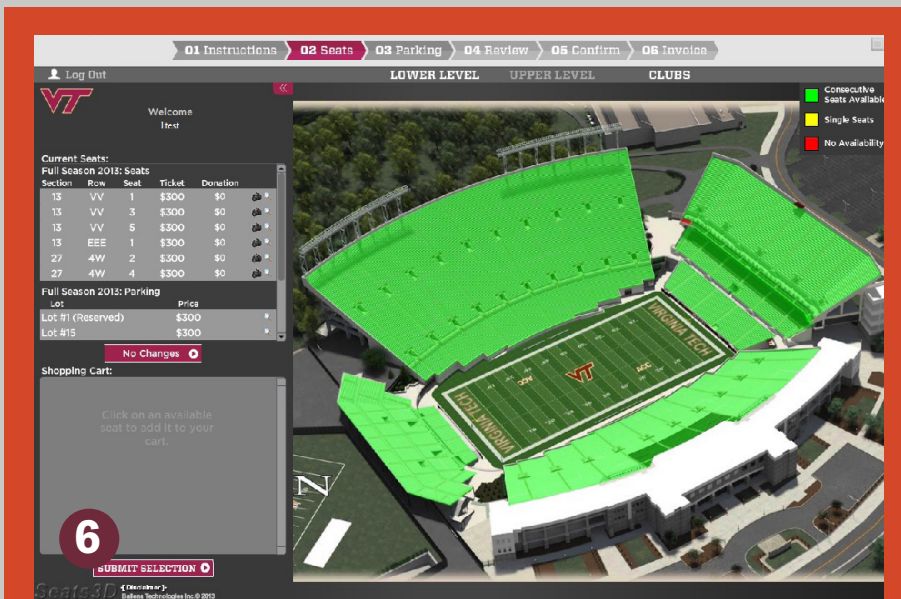 01 Instructions 02 Seats 03 Parking 04 Review 05 Confirm 06 Invoice
Log Out
LOWER LEVEL UPPER LEVEL CLUBS
VT
Welcome
1test
Consecutive
Seats Available
Single Seats
No Availability
Current Seats:
Full Season 2013: Seats
Section Row Seat Ticket Donation
13 VV 1 $300 $0
13 VV 3 $300 $0
13 VV 5 $300 $0
13 EEE 1 $300 $0
27 4W 2 $300 $0
27 4W 4 $300 $0
Full Season 2013: Parking
Lot Price
Lot #1 (Reserved) $300
Lot #15 $300
No Changes
Shopping Cart:
Click on an available
seat to add it to your
cart.
VIRGINIA TECH
VT
ACC
VIRGINIA TECH
N
6
SUBMIT SELECTION
Seats3D
[Disclaimer]
Ballena Technologies Inc. © 2013